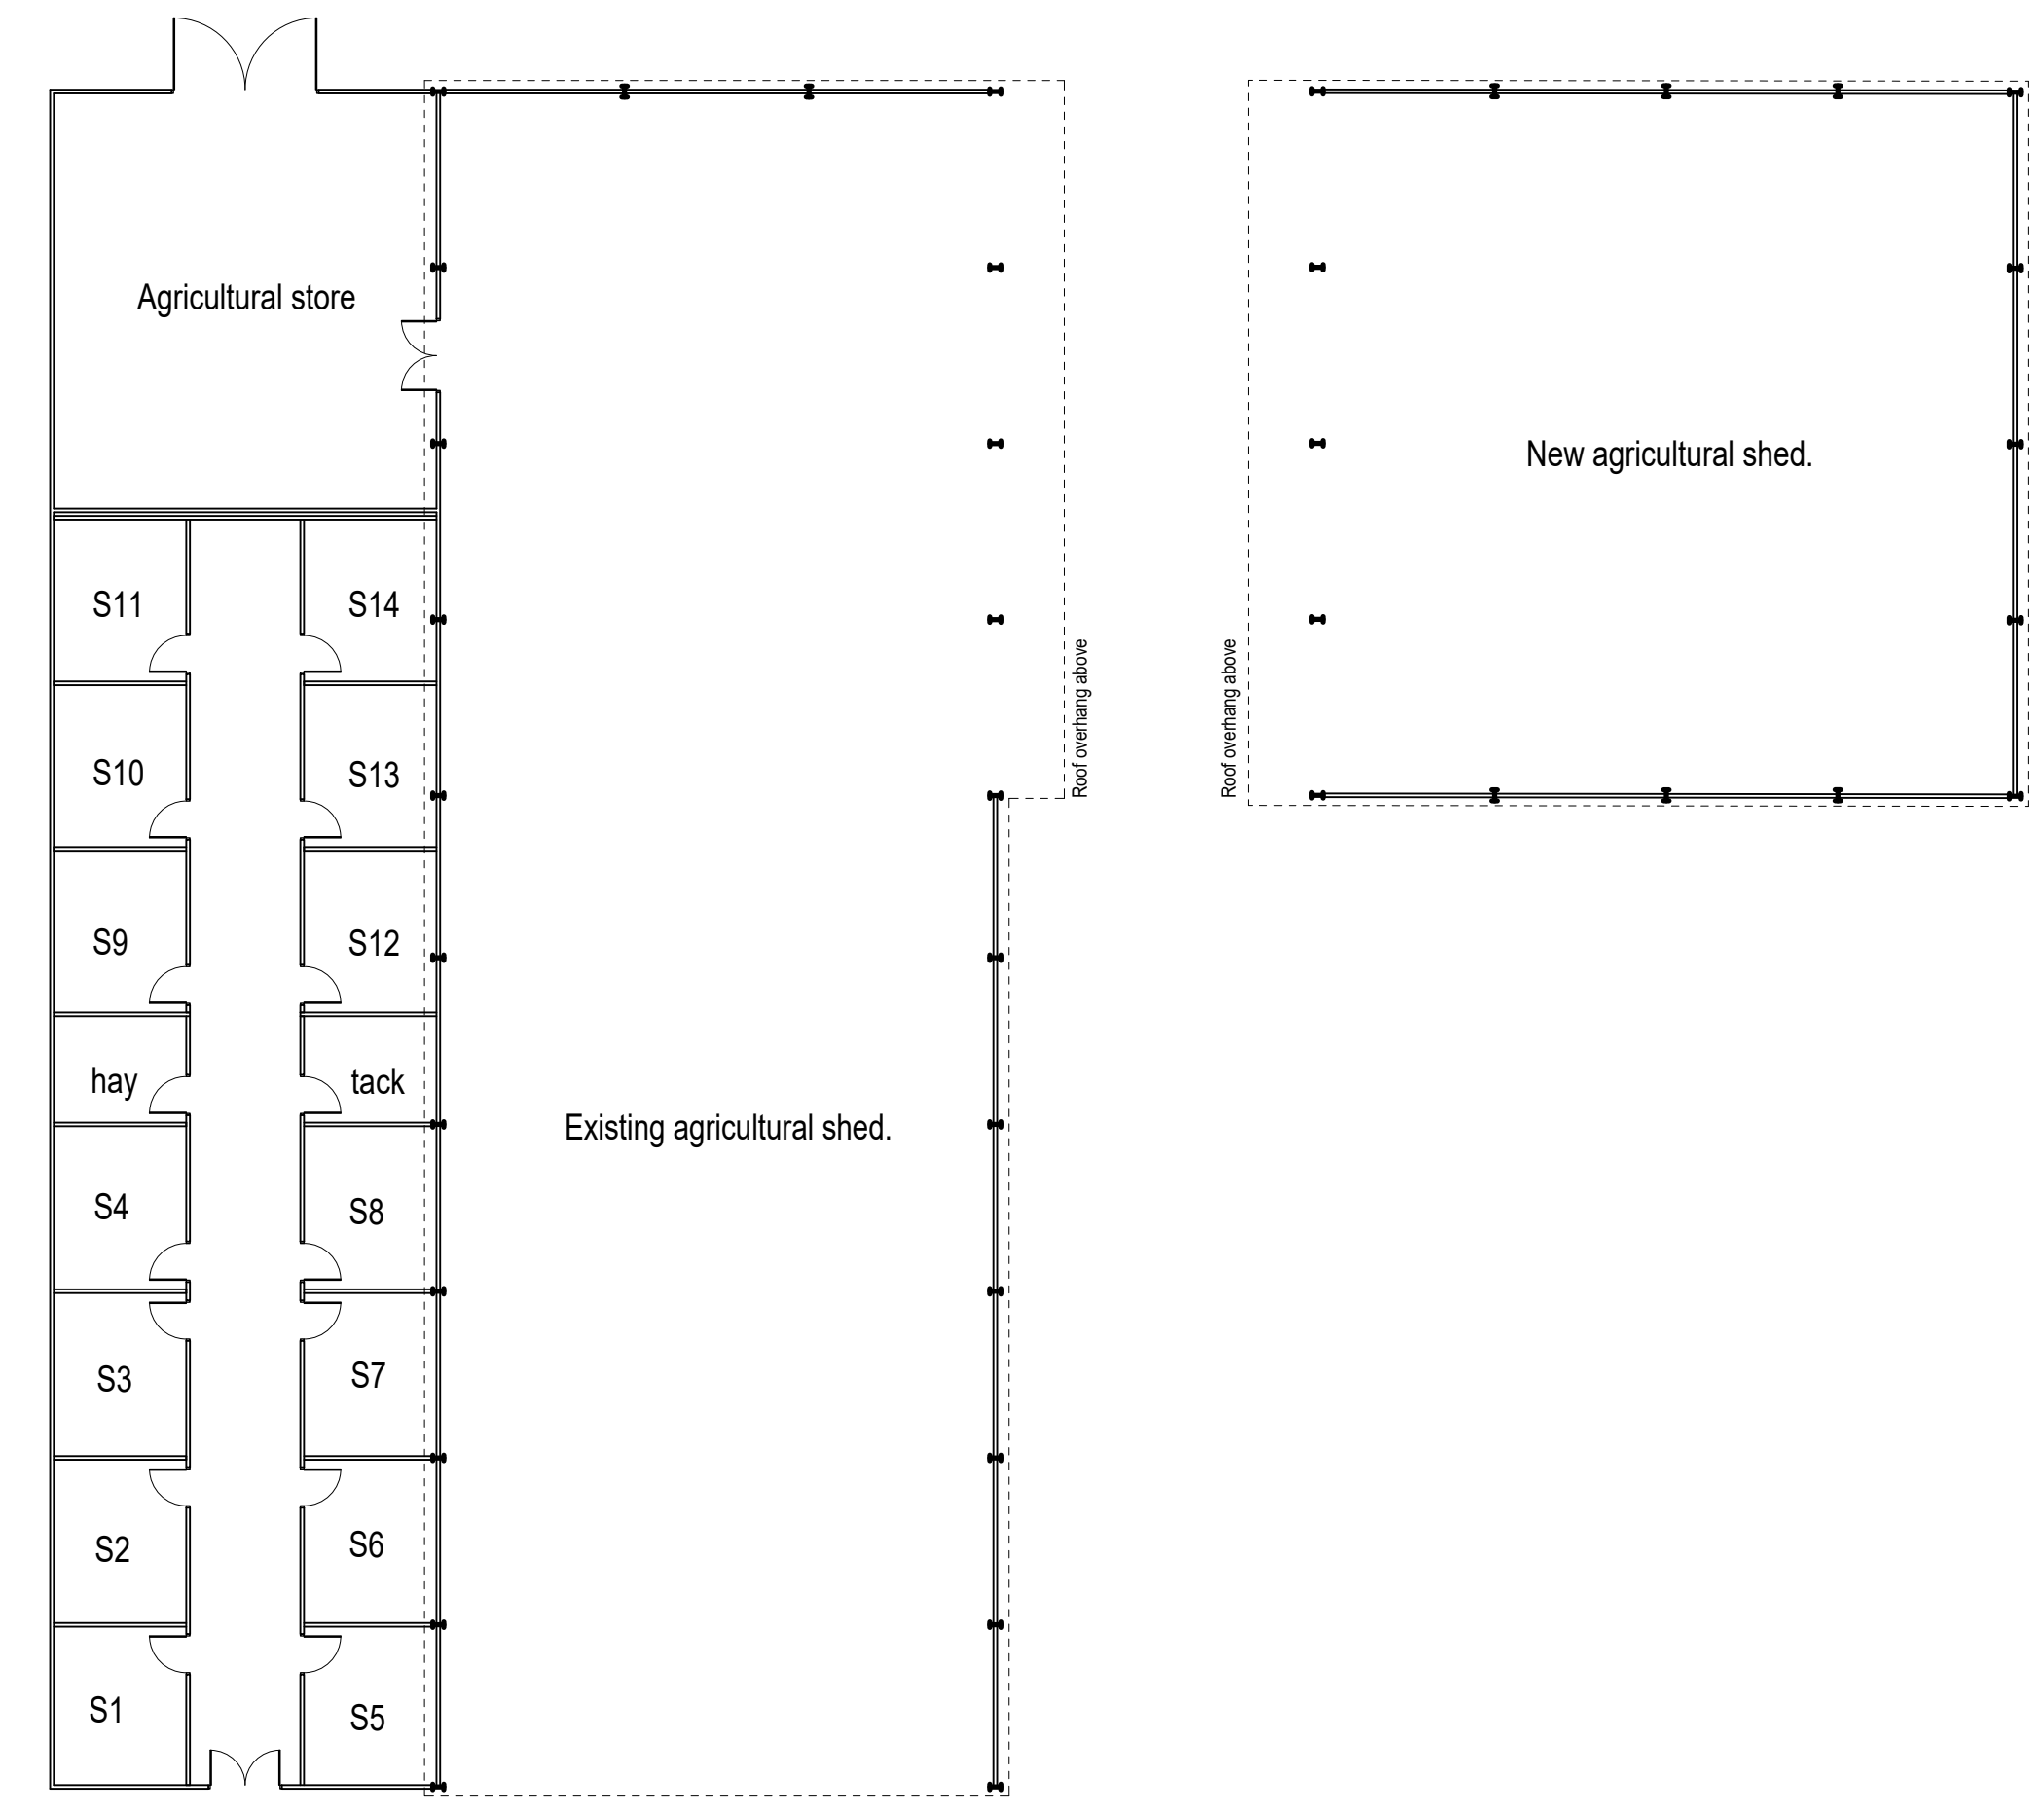 Agricultural store
New agricultural shed.
S11
S14
Roof overhang above
Roof overhang above
S10
S13
S9
S12
hay
tack
Existing agricultural shed.
S4
S8
S3
S7
S2
S6
S1
S5